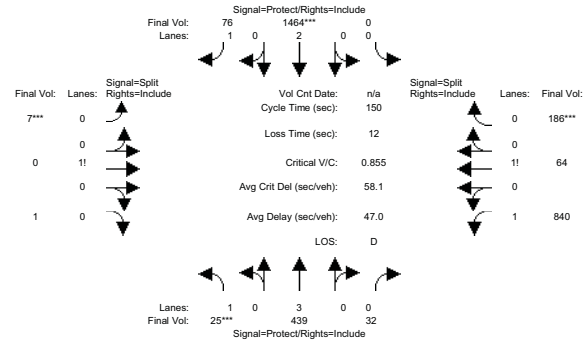 Signal=Protect/Rights=Include
Final Vol: 76 1464*** 0
Lanes: 1 0 2 0 0
Signal=Split
Final Vol: Lanes: Rights=Include
Vol Cnt Date: n/a
Signal=Split
Rights=Include Lanes: Final Vol:
Cycle Time (sec): 150
7*** 0
0 186***
Loss Time (sec): 12
0
0
0 1!
Critical V/C: 0.855
1! 64
0
Avg Crit Del (sec/veh): 58.1
0
1 0
Avg Delay (sec/veh): 47.0
1 840
LOS: D
Lanes: 1 0 3 0 0
Final Vol: 25*** 439 32
Signal=Protect/Rights=Include